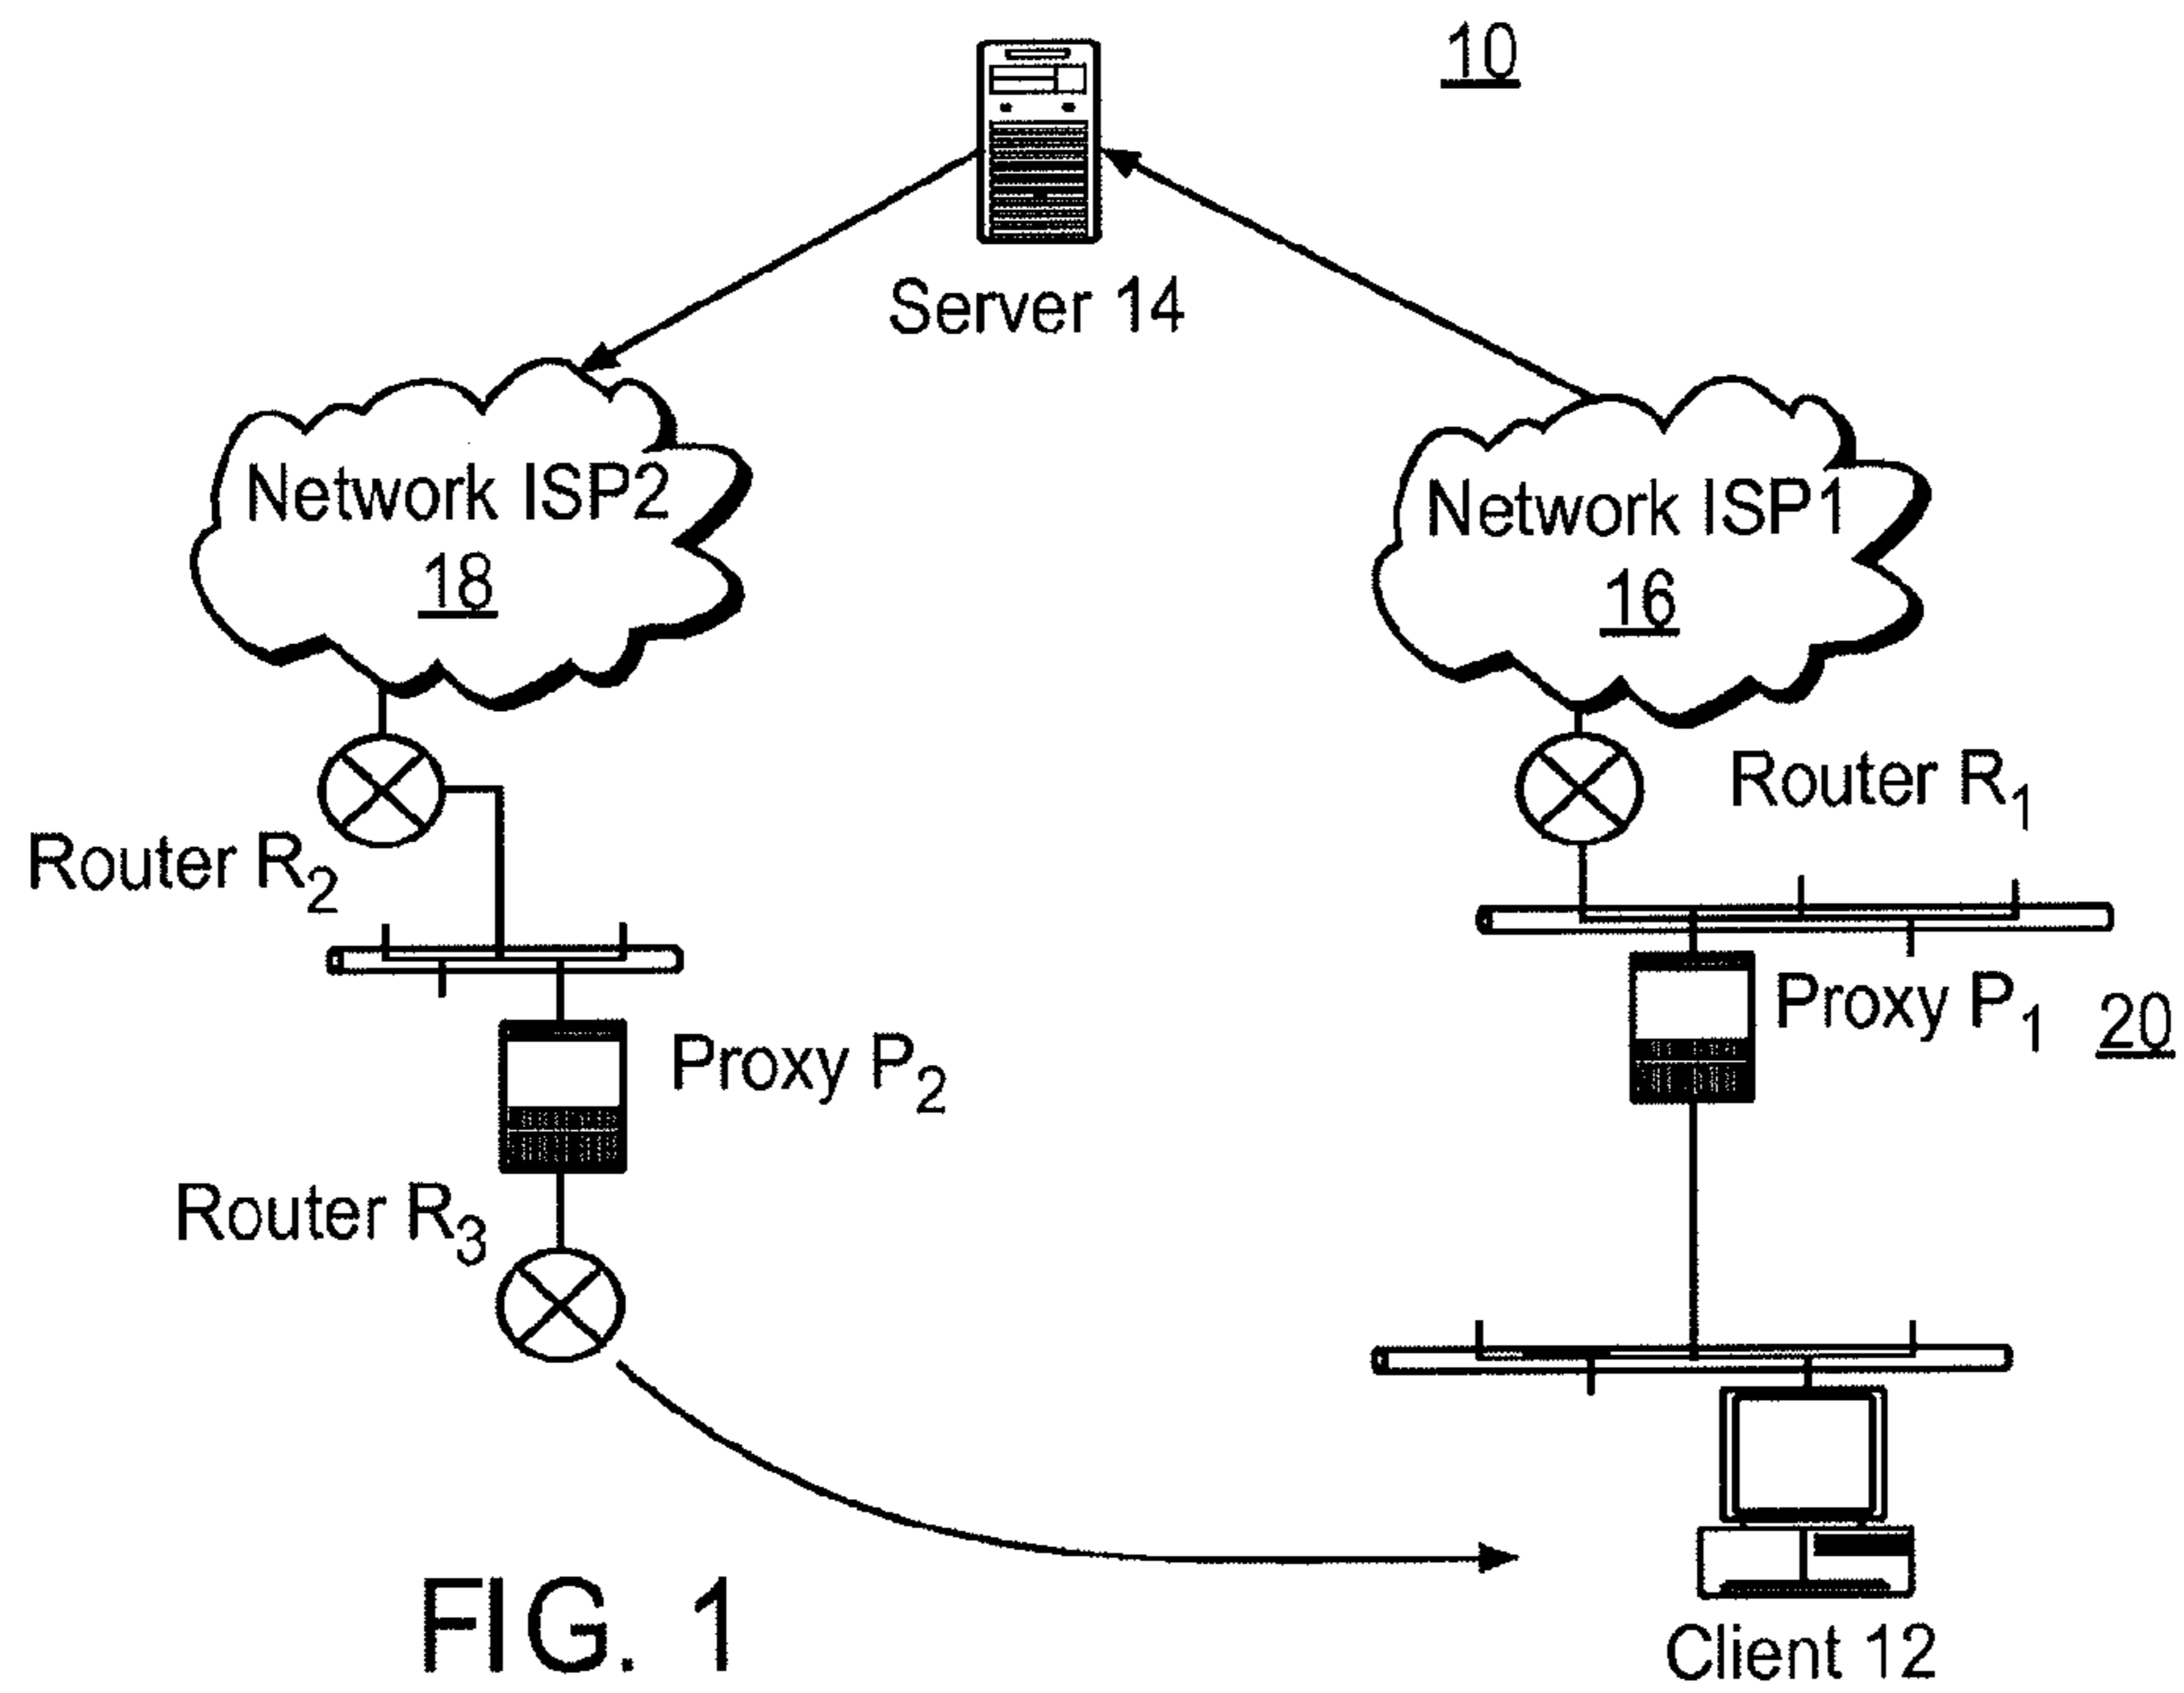 10
Server 14
Network ISP2
18
Network ISP1
16
Router R1
Router R2
Proxy P1
20
Proxy P2
Router R3
FIG. 1
Client 12